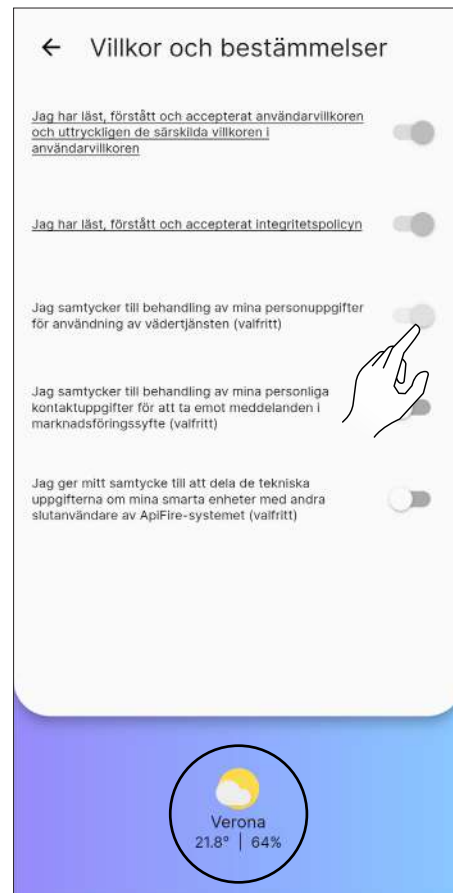 Villkor och bestämmelser
Jag har läst, förstått och accepterat användarvillkoren
och uttryckligen de särskilda villkoren i
användarvillkoren
Jag har läst, förstått och accepterat integritetspolicyn
Jag samtycker till behandling av mina personuppgifter
för användning av vädertjänsten (valfritt)
Jag samtycker till behandling av mina personliga
kontaktuppgifter för att ta emot meddelanden i
marknadsföringssyfte (valfritt)
Jag ger mitt samtycke till att dela de tekniska
uppgifterna om mina smarta enheter med andra
slutanvändare av ApiFire-systemet (valfritt)
Verona
21.8° | 64%